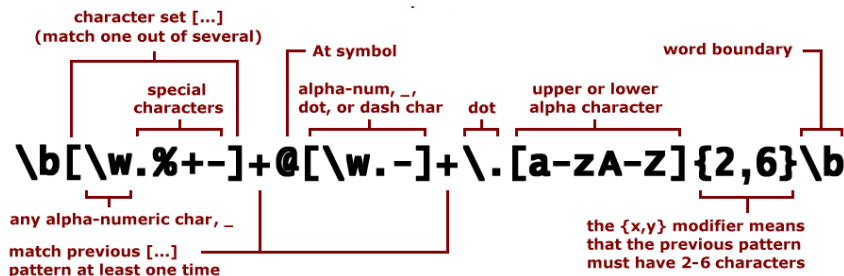 character set [...]
(match one out of several)
At symbol
word boundary
special
characters
alpha-num, _,
dot, or dash char
dot
upper or lower
alpha character
\b[\w.%+-]+@[\w.-]+\.[a-zA-Z]{2,6}\b
any alpha-numeric char, _
match previous [...]
pattern at least one time
the {x,y} modifier means
that the previous pattern
must have 2-6 characters